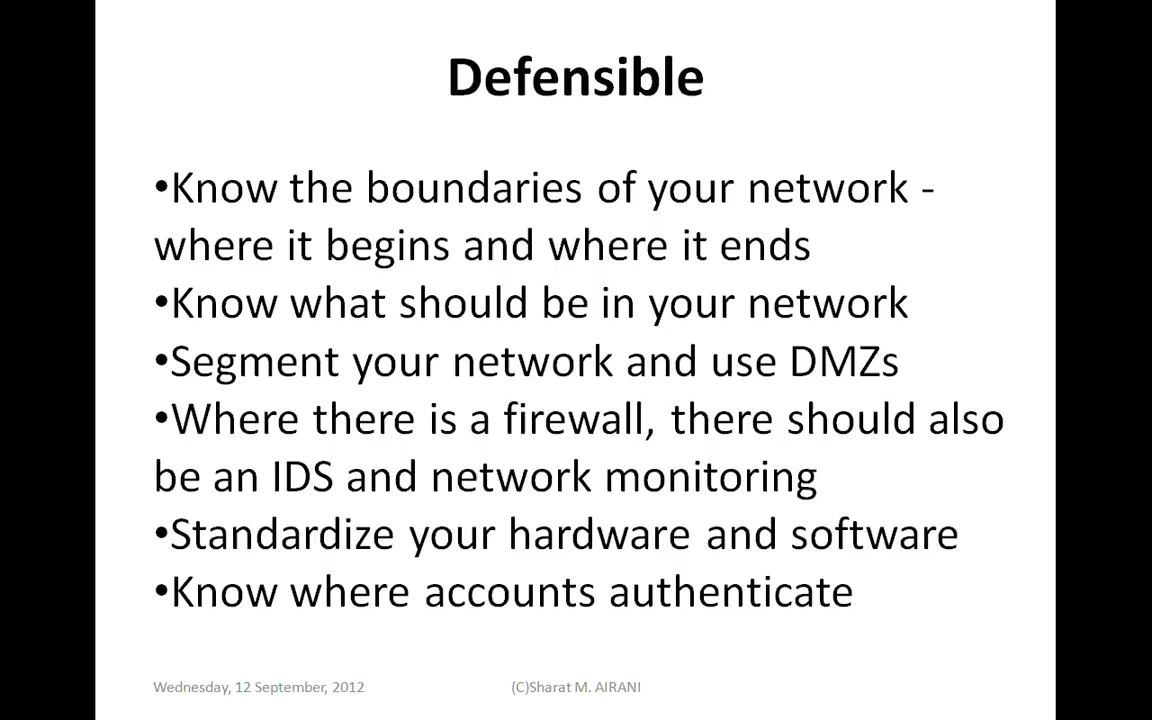 Defensible
•Know the boundaries of your network -
where it begins and where it ends
•Know what should be in your network
•Segment your network and use DMZs
•Where there is a firewall, there should also
be an IDS and network monitoring
•Standardize your hardware and software
•Know where accounts authenticate
Wednesday, 12 September, 2012
(C)Sharat M. AIRANI